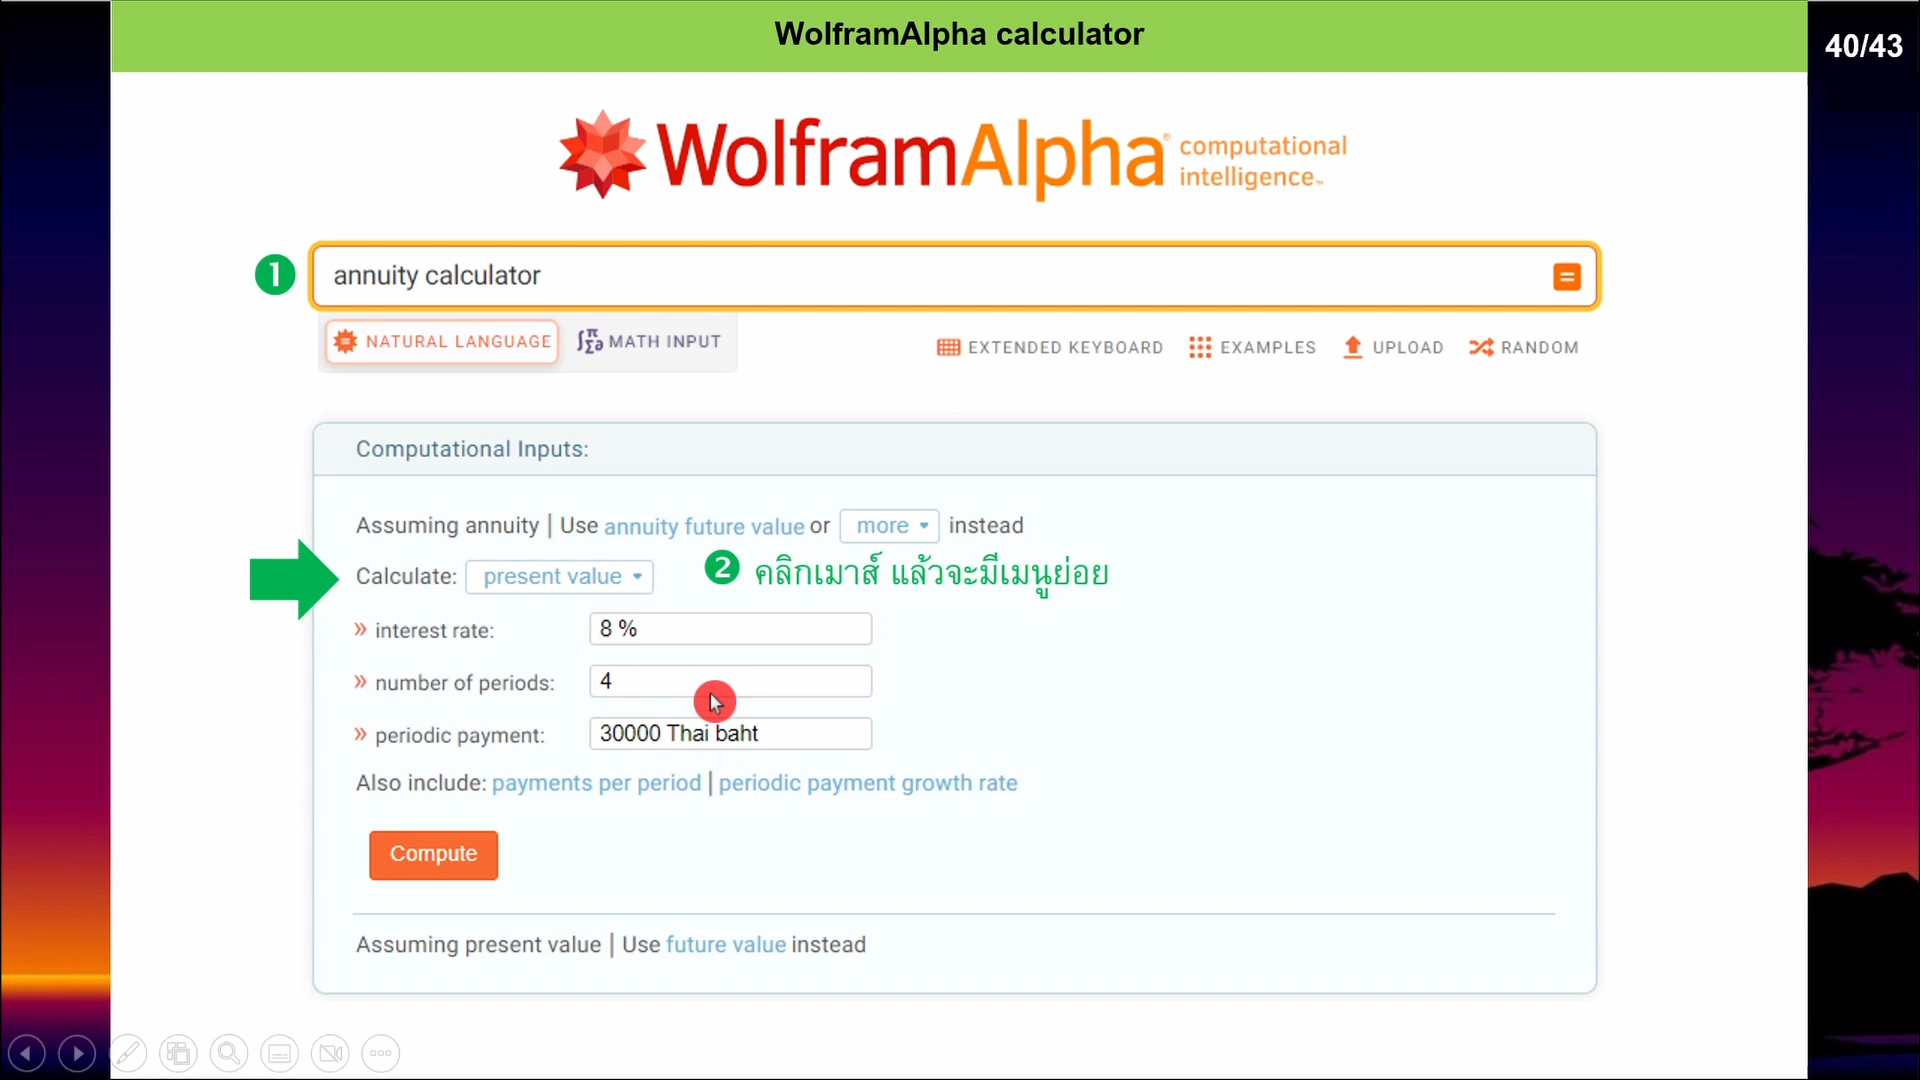 WolframAlpha calculator
40/43
WolframAlpha® computational
intelligence™
1 annuity calculator
NATURAL LANGUAGE MATH INPUT EXTENDED KEYBOARD EXAMPLES UPLOAD RANDOM
Computational Inputs:
Assuming annuity | Use annuity future value or more instead
Calculate: present value 2 คลิกเมาส์ แล้วจะมีเมนูย่อย
» interest rate: 8 %
» number of periods: 4
» periodic payment: 30000 Thai baht
Also include: payments per period | periodic payment growth rate
Compute
Assuming present value | Use future value instead